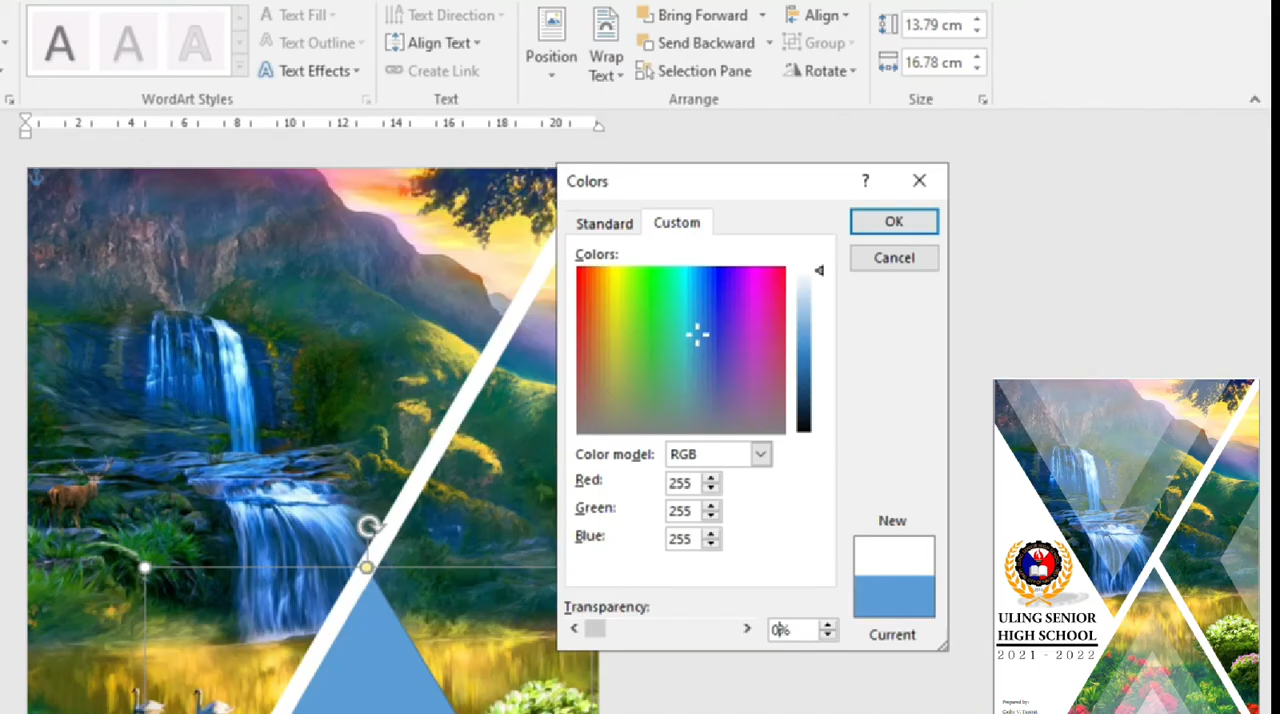 A A A
Text Fill
Text Outline
Text Effects
WordArt Styles
Text Direction
Align Text
Create Link
Text
Position
Wrap
Text
Bring Forward
Send Backward
Selection Pane
Align
Group
Rotate
Arrange
13.79 cm
16.78 cm
Size
2 4 6 8 10 12 14 16 18 20
Colors ?
Standard Custom
OK
Cancel
Colors:
Color model: RGB
Red: 255
Green: 255
Blue: 255
New
Current
Transparency:
0%
ULING SENIOR
HIGH SCHOOL
2021 - 2022
Prepared by: